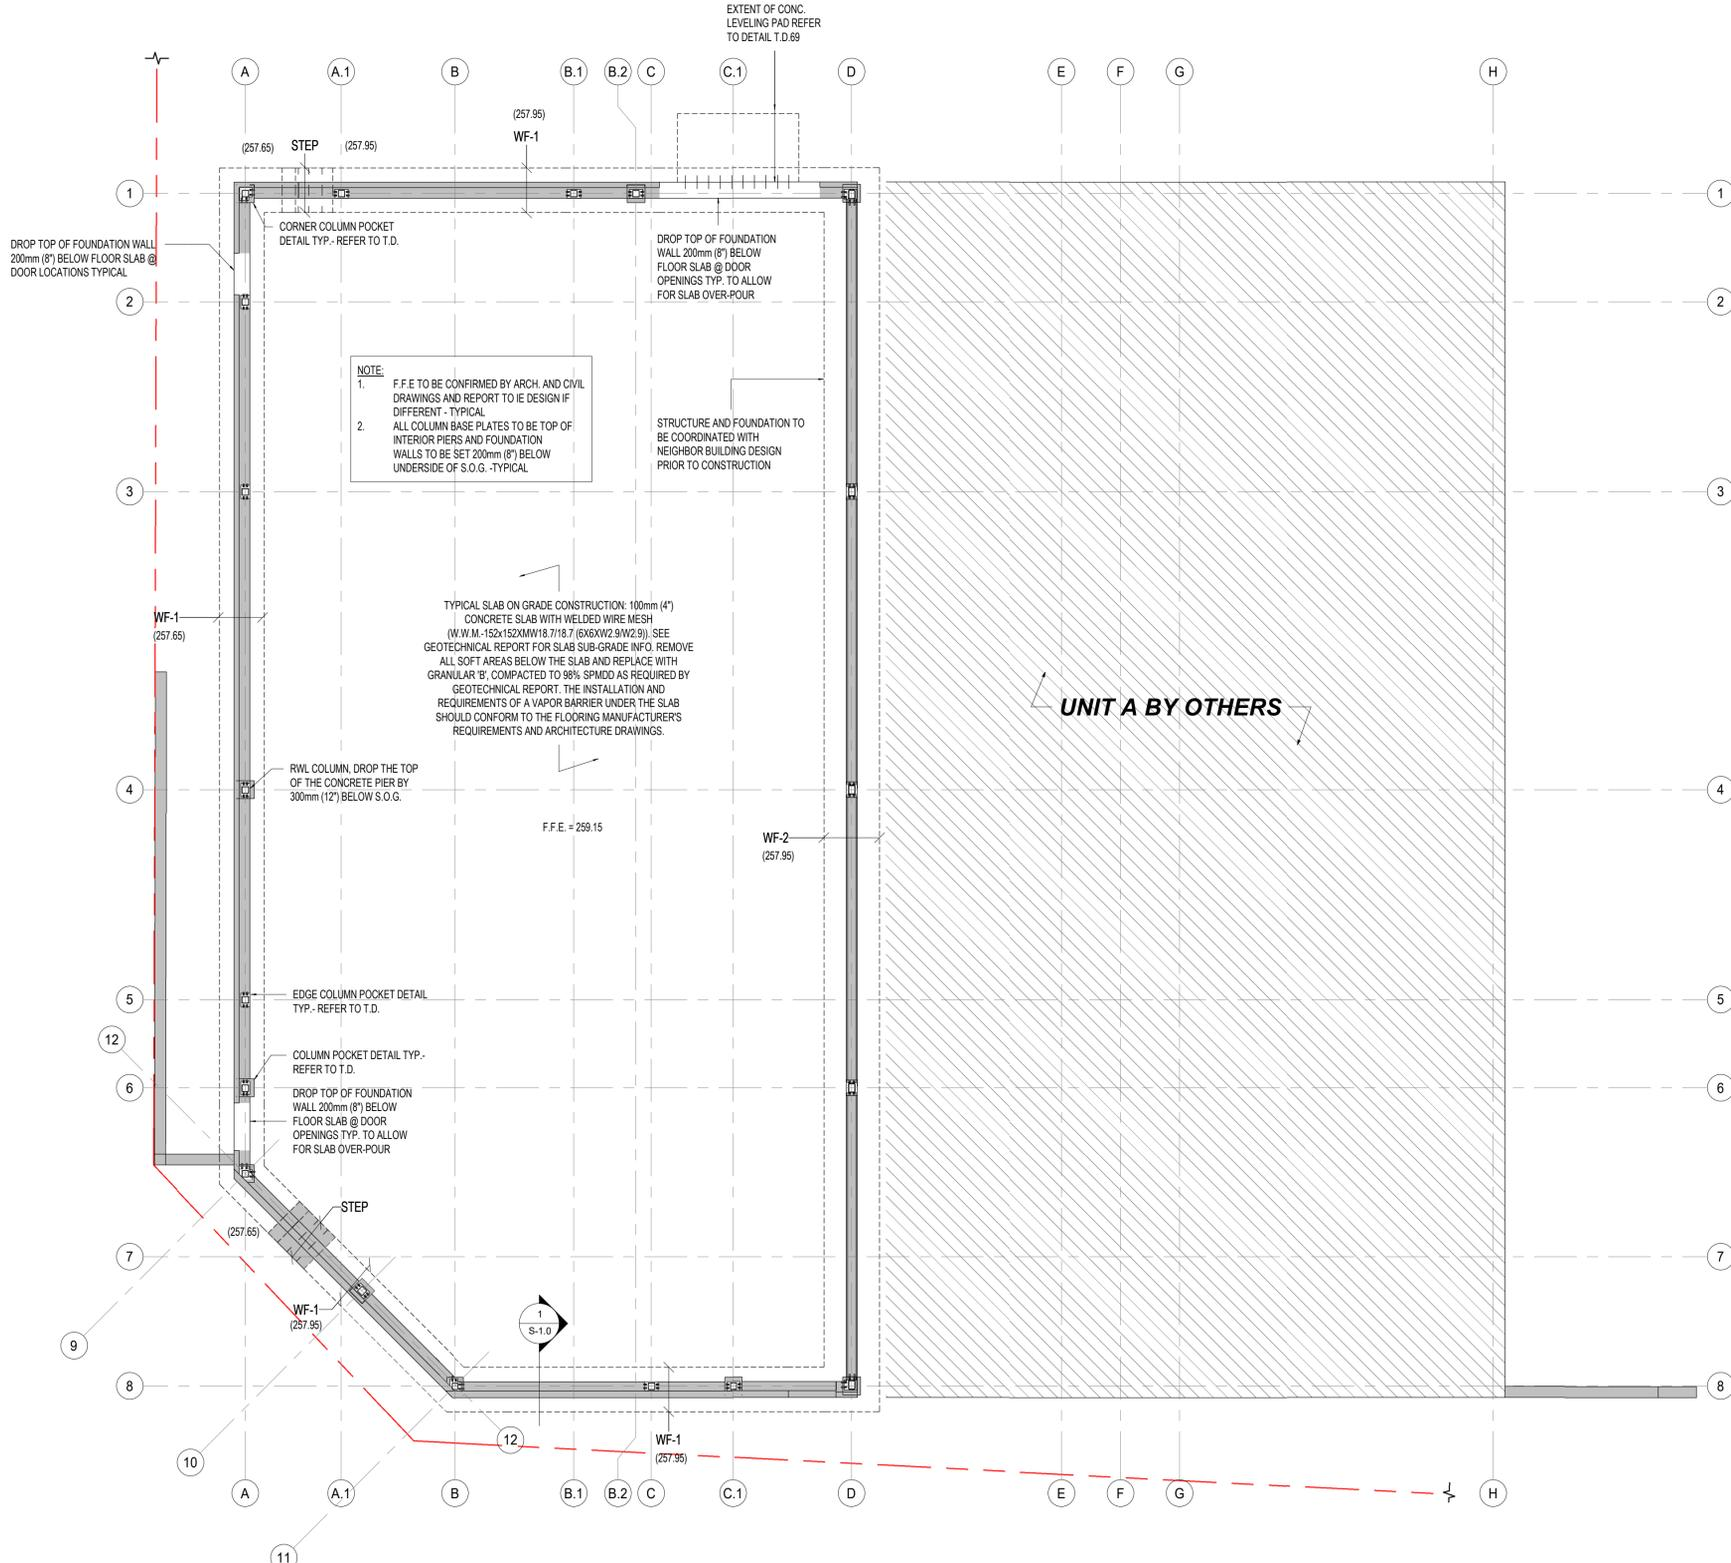 EXTENT OF CONC.
LEVELING PAD REFER
TO DETAIL T.D.69
A
A.1
B
B.1
B.2
C
C.1
D
E
F
G
H
(257.95)
WF-1
(257.65)
STEP
(257.95)
1
1
CORNER COLUMN POCKET
DETAIL TYP.- REFER TO T.D.
DROP TOP OF FOUNDATION WALL
200mm (8") BELOW FLOOR SLAB @
DOOR LOCATIONS TYPICAL
DROP TOP OF FOUNDATION
WALL 200mm (8") BELOW
FLOOR SLAB @ DOOR
OPENINGS TYP. TO ALLOW
FOR SLAB OVER-POUR
2
2
NOTE:
1. F.F.E TO BE CONFIRMED BY ARCH. AND CIVIL
DRAWINGS AND REPORT TO IE DESIGN IF
DIFFERENT - TYPICAL
2. ALL COLUMN BASE PLATES TO BE TOP OF
INTERIOR PIERS AND FOUNDATION
WALLS TO BE SET 200mm (8") BELOW
UNDERSIDE OF S.O.G. -TYPICAL
STRUCTURE AND FOUNDATION TO
BE COORDINATED WITH
NEIGHBOR BUILDING DESIGN
PRIOR TO CONSTRUCTION
3
3
WF-1
(257.65)
TYPICAL SLAB ON GRADE CONSTRUCTION: 100mm (4")
CONCRETE SLAB WITH WELDED WIRE MESH
(W.W.M.-152x152XMW18.7/18.7 (6X6XW2.9/W2.9)). SEE
GEOTECHNICAL REPORT FOR SLAB SUB-GRADE INFO. REMOVE
ALL SOFT AREAS BELOW THE SLAB AND REPLACE WITH
GRANULAR 'B', COMPACTED TO 98% SPMDD AS REQUIRED BY
GEOTECHNICAL REPORT. THE INSTALLATION AND
REQUIREMENTS OF A VAPOR BARRIER UNDER THE SLAB
SHOULD CONFORM TO THE FLOORING MANUFACTURER'S
REQUIREMENTS AND ARCHITECTURE DRAWINGS.
UNIT A BY OTHERS
RWL COLUMN, DROP THE TOP
OF THE CONCRETE PIER BY
300mm (12") BELOW S.O.G.
4
4
F.F.E. = 259.15
WF-2
(257.95)
EDGE COLUMN POCKET DETAIL
TYP.- REFER TO T.D.
5
5
12
COLUMN POCKET DETAIL TYP.-
REFER TO T.D.
6
6
DROP TOP OF FOUNDATION
WALL 200mm (8") BELOW
FLOOR SLAB @ DOOR
OPENINGS TYP. TO ALLOW
FOR SLAB OVER-POUR
STEP
(257.65)
7
7
WF-1
(257.95)
1
S-1.0
9
8
8
12
WF-1
(257.95)
10
A
A.1
B
B.1
B.2
C
C.1
D
E
F
G
H
11